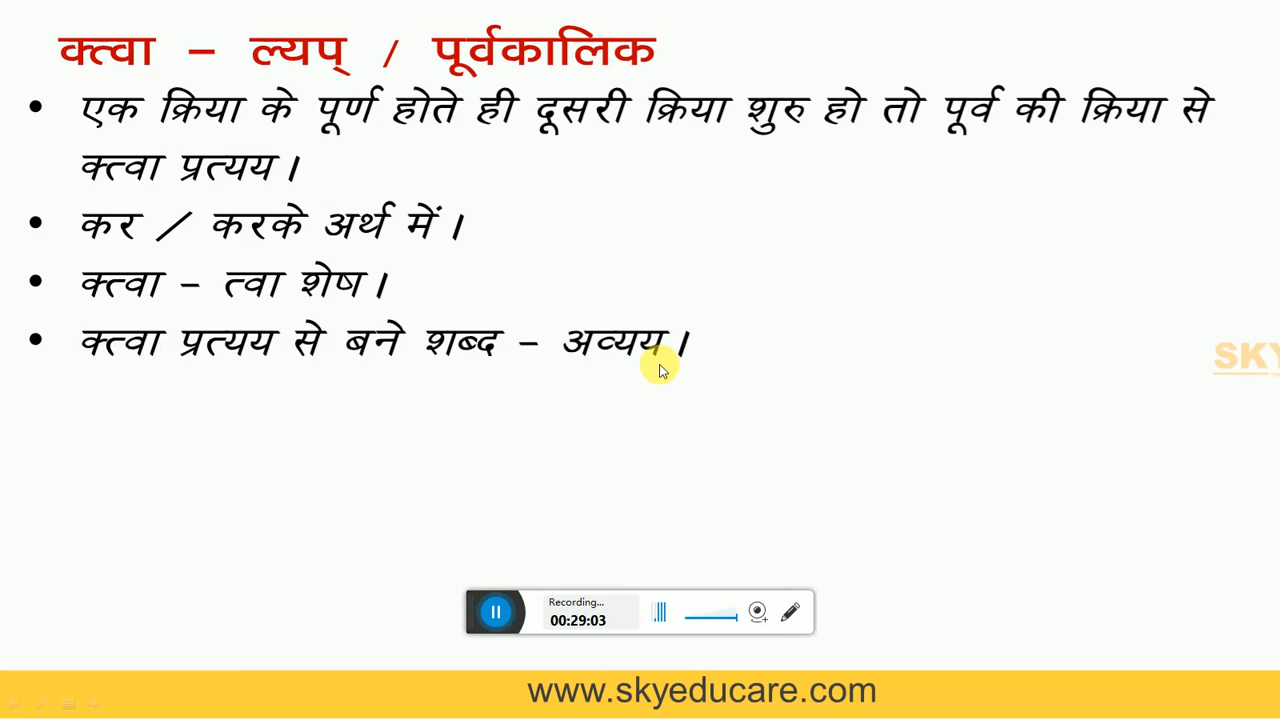 क्त्वा – ल्यप् / पूर्वकालिक
• एक क्रिया के पूर्ण होते ही दूसरी क्रिया शुरु हो तो पूर्व की क्रिया से
क्त्वा प्रत्यय।
• कर / करके अर्थ में।
• क्त्वा – त्वा शेष।
• क्त्वा प्रत्यय से बने शब्द – अव्यय।
SKY
Recording...
00:29:03
www.skyeducare.com